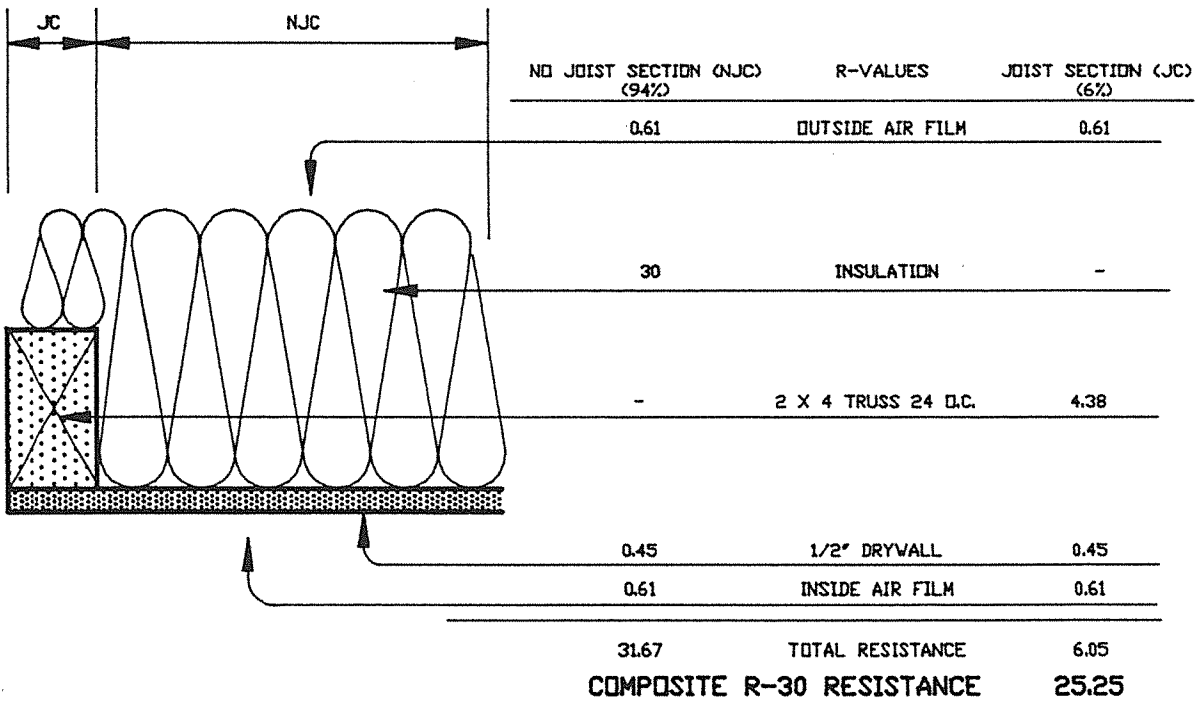 JC NJC
NO JOIST SECTION (NJC) R-VALUES JOIST SECTION (JC)
(94%) (6%)
0.61 OUTSIDE AIR FILM 0.61
30 INSULATION -
- 2 X 4 TRUSS 24 O.C. 4.38
0.45 1/2" DRYWALL 0.45
0.61 INSIDE AIR FILM 0.61
31.67 TOTAL RESISTANCE 6.05
COMPOSITE R-30 RESISTANCE 25.25